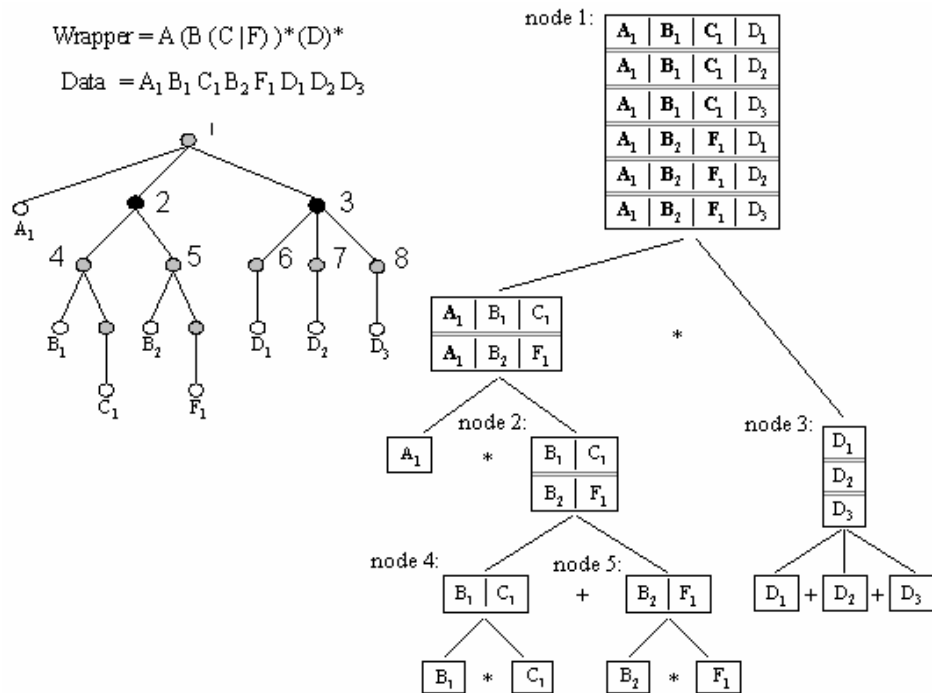 Wrapper = A (B (C | F) )* (D)*
Data = A₁ B₁ C₁ B₂ F₁ D₁ D₂ D₃
1
A₁
2
3
4
5
6
7
8
B₁
B₂
D₁
D₂
D₃
C₁
F₁
node 1:
A₁ B₁ C₁ D₁
A₁ B₁ C₁ D₂
A₁ B₁ C₁ D₃
A₁ B₂ F₁ D₁
A₁ B₂ F₁ D₂
A₁ B₂ F₁ D₃
A₁ B₁ C₁
A₁ B₂ F₁
*
node 2:
A₁ * B₁ C₁
B₂ F₁
node 3:
D₁
D₂
D₃
node 4:
node 5:
B₁ C₁ + B₂ F₁
D₁ + D₂ + D₃
B₁ * C₁
B₂ * F₁